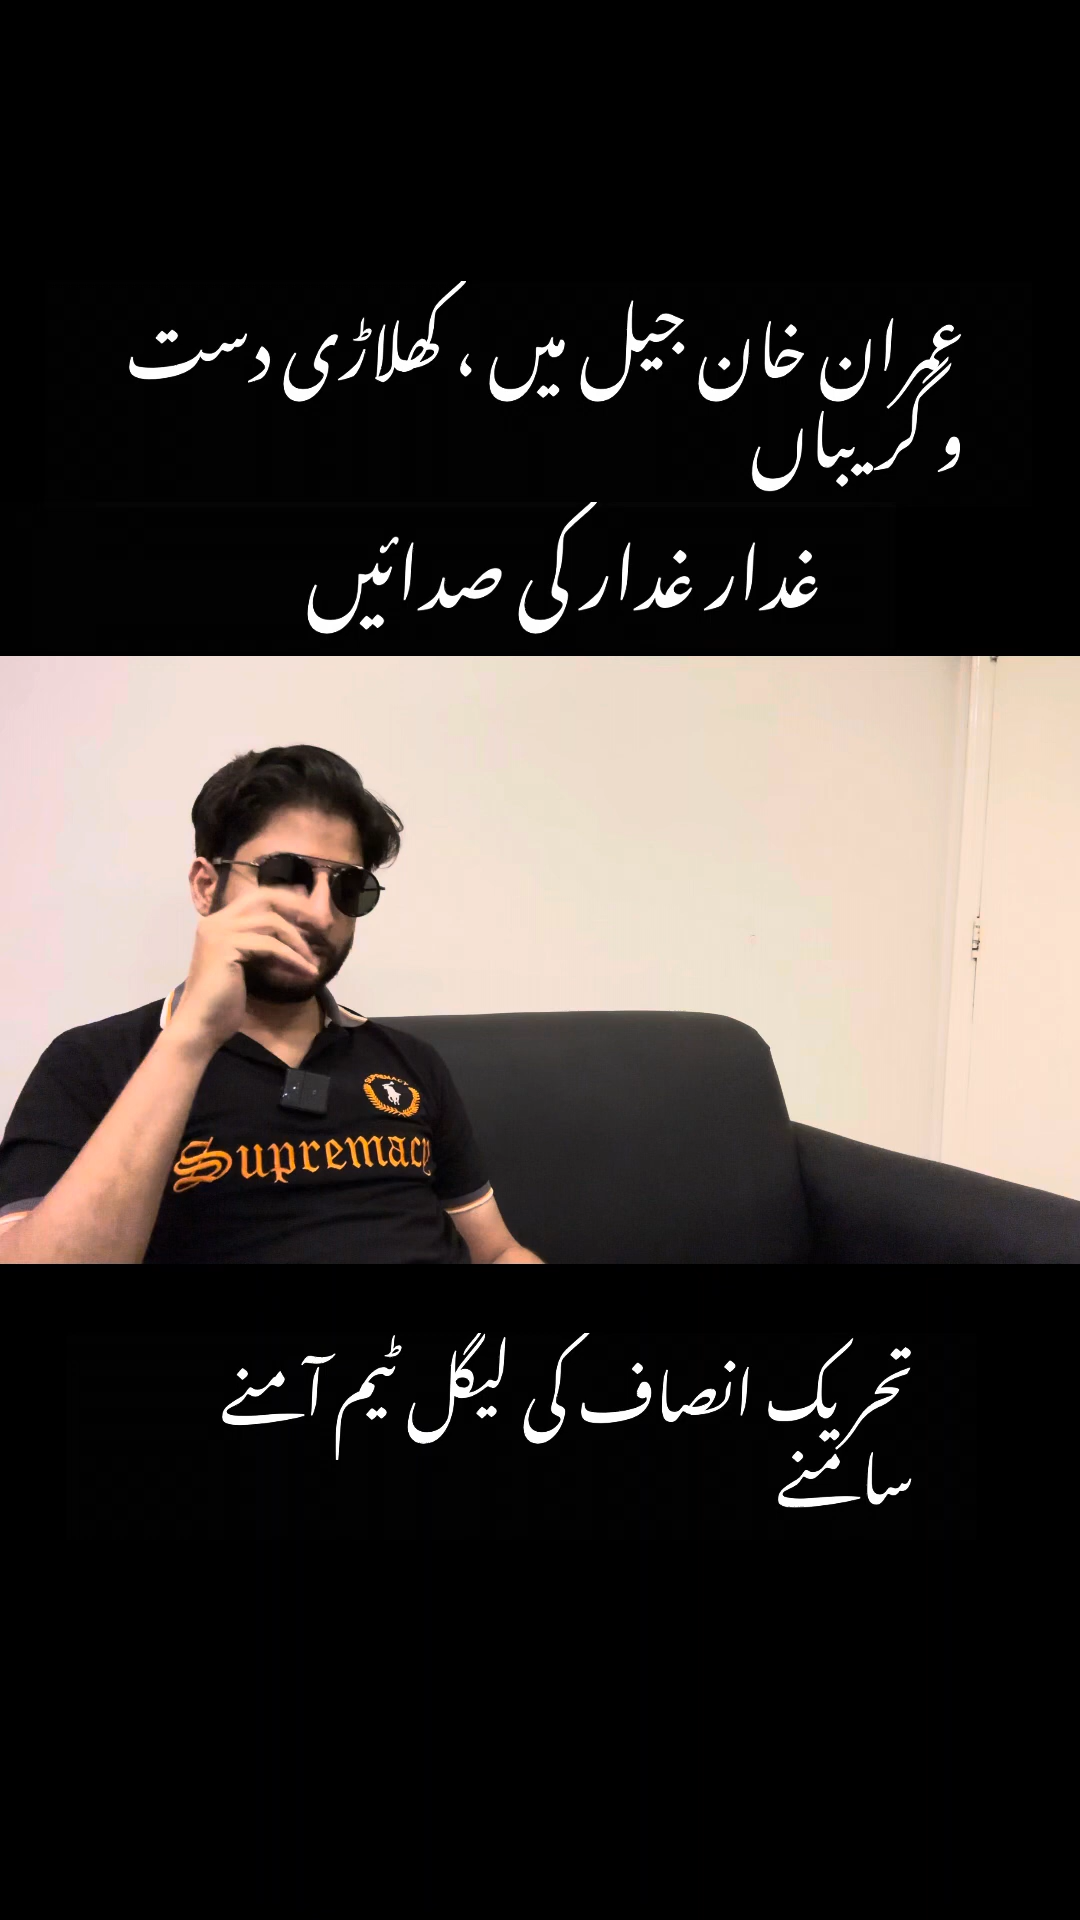 عمران خان جیل میں ، کھلاڑی دست
و گریباں
غدار غدار کی صدائیں
SUPREMACY
Supremacy
تحریک انصاف کی لیگل ٹیم آمنے
سامنے